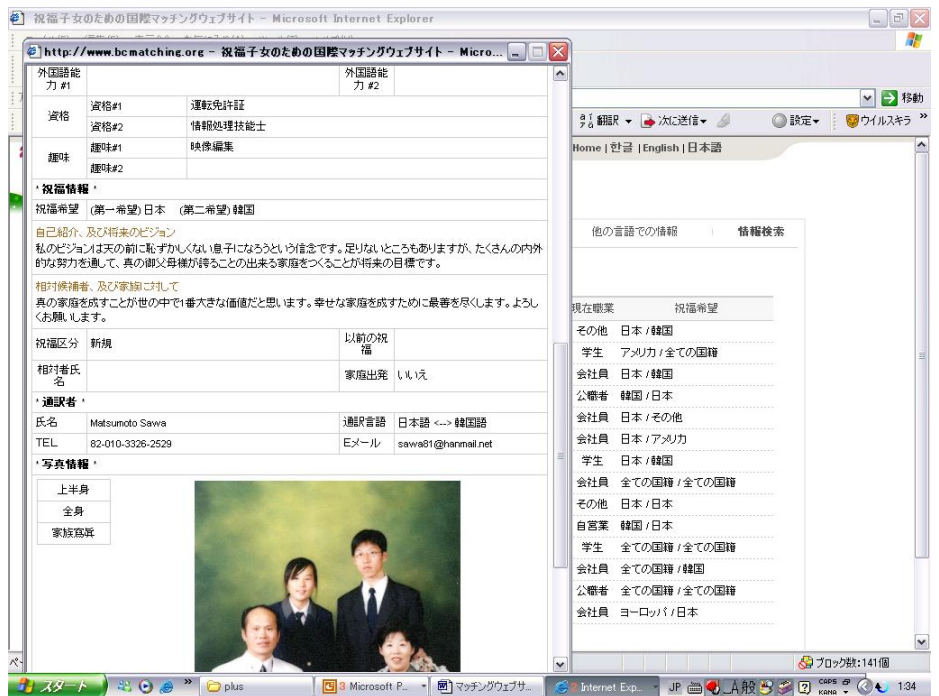 祝福子女のための国際マッチングウェブサイト - Microsoft Internet Explorer
http://www.bcmatching.org - 祝福子女のための国際マッチングウェブサイト - Micro...
外国語能力 #1
外国語能力 #2
資格
資格#1 運転免許証
資格#2 情報処理技能士
趣味
趣味#1 映像編集
趣味#2
祝福情報
祝福希望 (第一希望) 日本 (第二希望) 韓国
自己紹介、及び将来のビジョン
私のビジョンは天の前に恥ずかしくない息子になろうという信念です。足りないところもありますが、たくさんの内外
的な努力を通して、真の御父母様が誇ることの出来る家庭をつくることが将来の目標です。
相対候補者、及び家族に対して
真の家庭を成すことが世の中で1番大きな価値だと思います。幸せな家庭を成すために最善を尽くします。よろし
くお願いします。
祝福区分 新規 以前の祝福
相対者氏名 家庭出発 いいえ
通訳者
氏名 Matsumoto Sawa 通訳言語 日本語 <--> 韓国語
TEL 82-010-3326-2529 Eメール sawa81@hanmail.net
写真情報
上半身
全身
家族寫眞
移動
翻訳 次に送信 設定 ウイルスキラ »
Home | 한글 | English | 日本語
他の言語での情報 情報検索
現在職業 祝福希望
その他 日本 / 韓国
学生 アメリカ / 全ての国籍
会社員 日本 / 韓国
公職者 韓国 / 日本
会社員 日本 / その他
会社員 日本 / アメリカ
学生 日本 / 韓国
会社員 全ての国籍 / 全ての国籍
その他 日本 / 日本
自営業 韓国 / 日本
学生 全ての国籍 / 全ての国籍
会社員 全ての国籍 / 韓国
公職者 全ての国籍 / 全ての国籍
会社員 ヨーロッパ / 日本
ブロック数:141個
スタート » plus 3 Microsoft P... マッチングウェブサ... 2 Internet Exp... JP A 般 CAPS KANA 1:34